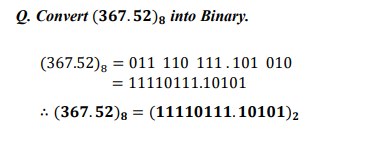 Q. Convert (367.52)₈ into Binary.
(367.52)₈ = 011 110 111 . 101 010
= 11110111.10101
∴ (367.52)₈ = (11110111.10101)₂